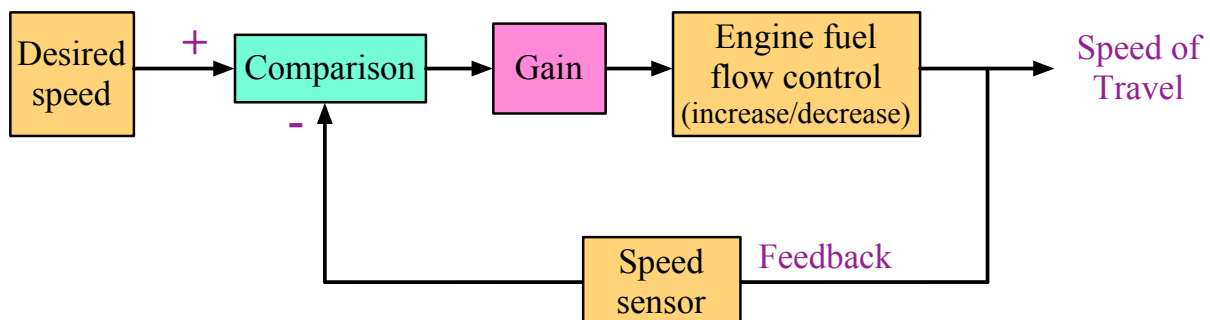 Desired
speed
+
Comparison
-
Gain
Engine fuel
flow control
(increase/decrease)
Speed of
Travel
Speed
sensor
Feedback